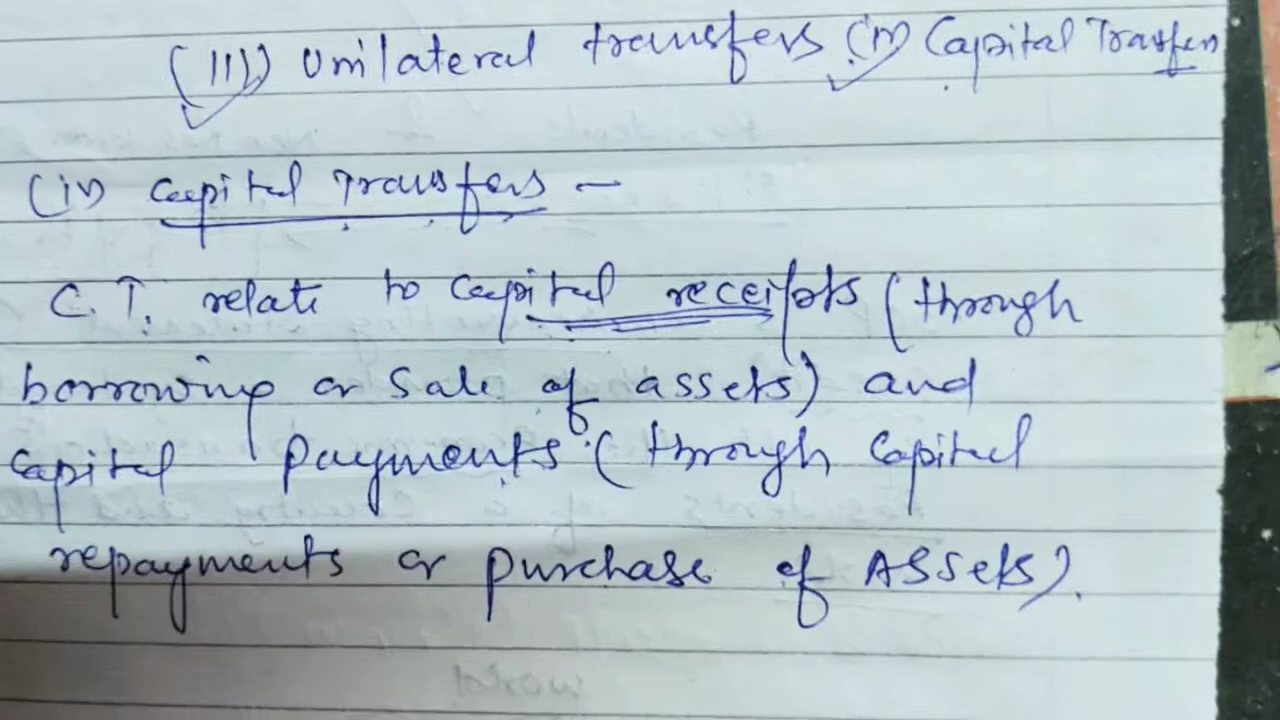 (III) Unilateral transfers (iv) Capital Transfers
(iv) Capital Transfers -
C.T. relate to Capital receipts (through
borrowing or Sale of assets) and
Capital payments (through Capital
repayments or purchase of Assets).